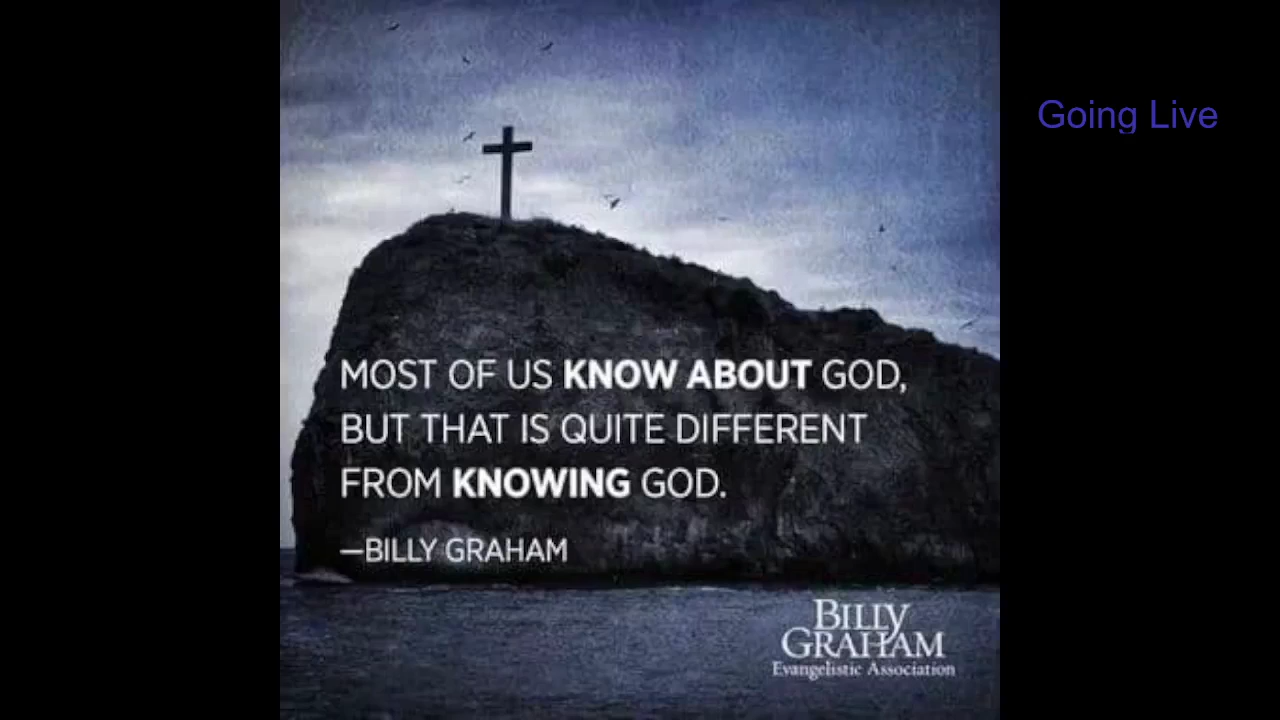 Going Live
MOST OF US KNOW ABOUT GOD,
BUT THAT IS QUITE DIFFERENT
FROM KNOWING GOD.
—BILLY GRAHAM
BILLY
GRAHAM
Evangelistic Association